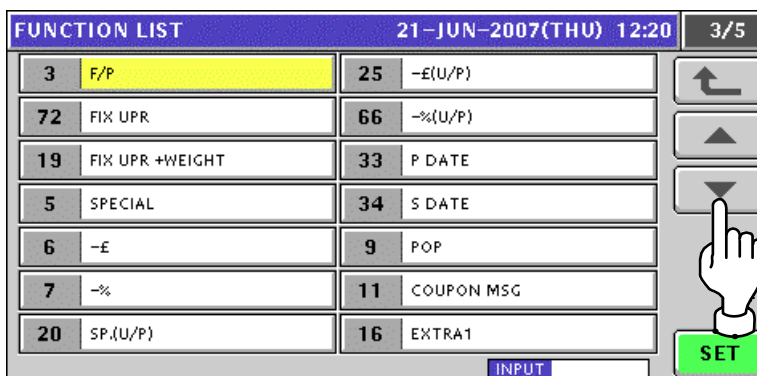 FUNCTION LIST 21-JUN-2007(THU) 12:20 3/5
3 F/P 25 -£(U/P)
72 FIX UPR 66 -%(U/P)
19 FIX UPR +WEIGHT 33 P DATE
5 SPECIAL 34 S DATE
6 -£ 9 POP
7 -% 11 COUPON MSG
20 SP.(U/P) 16 EXTRA1
SET
INPUT